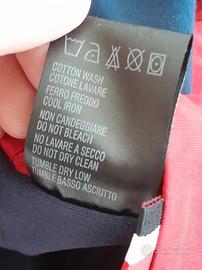 COTTON WASH
COTONE LAVARE
FERRO FREDDO
COOL IRON
NON CANDEGGIARE
DO NOT BLEACH
NO LAVARE A SECCO
DO NOT DRY CLEAN
TUMBLE DRY LOW
TUMBLE BASSO ASCIUTTO